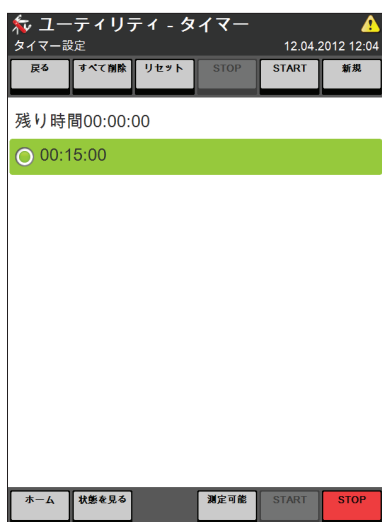 ユーティリティ - タイマー
タイマー設定 12.04.2012 12:04
戻る すべて削除 リセット STOP START 新規
残り時間00:00:00
00:15:00
ホーム 状態を見る 測定可能 START STOP